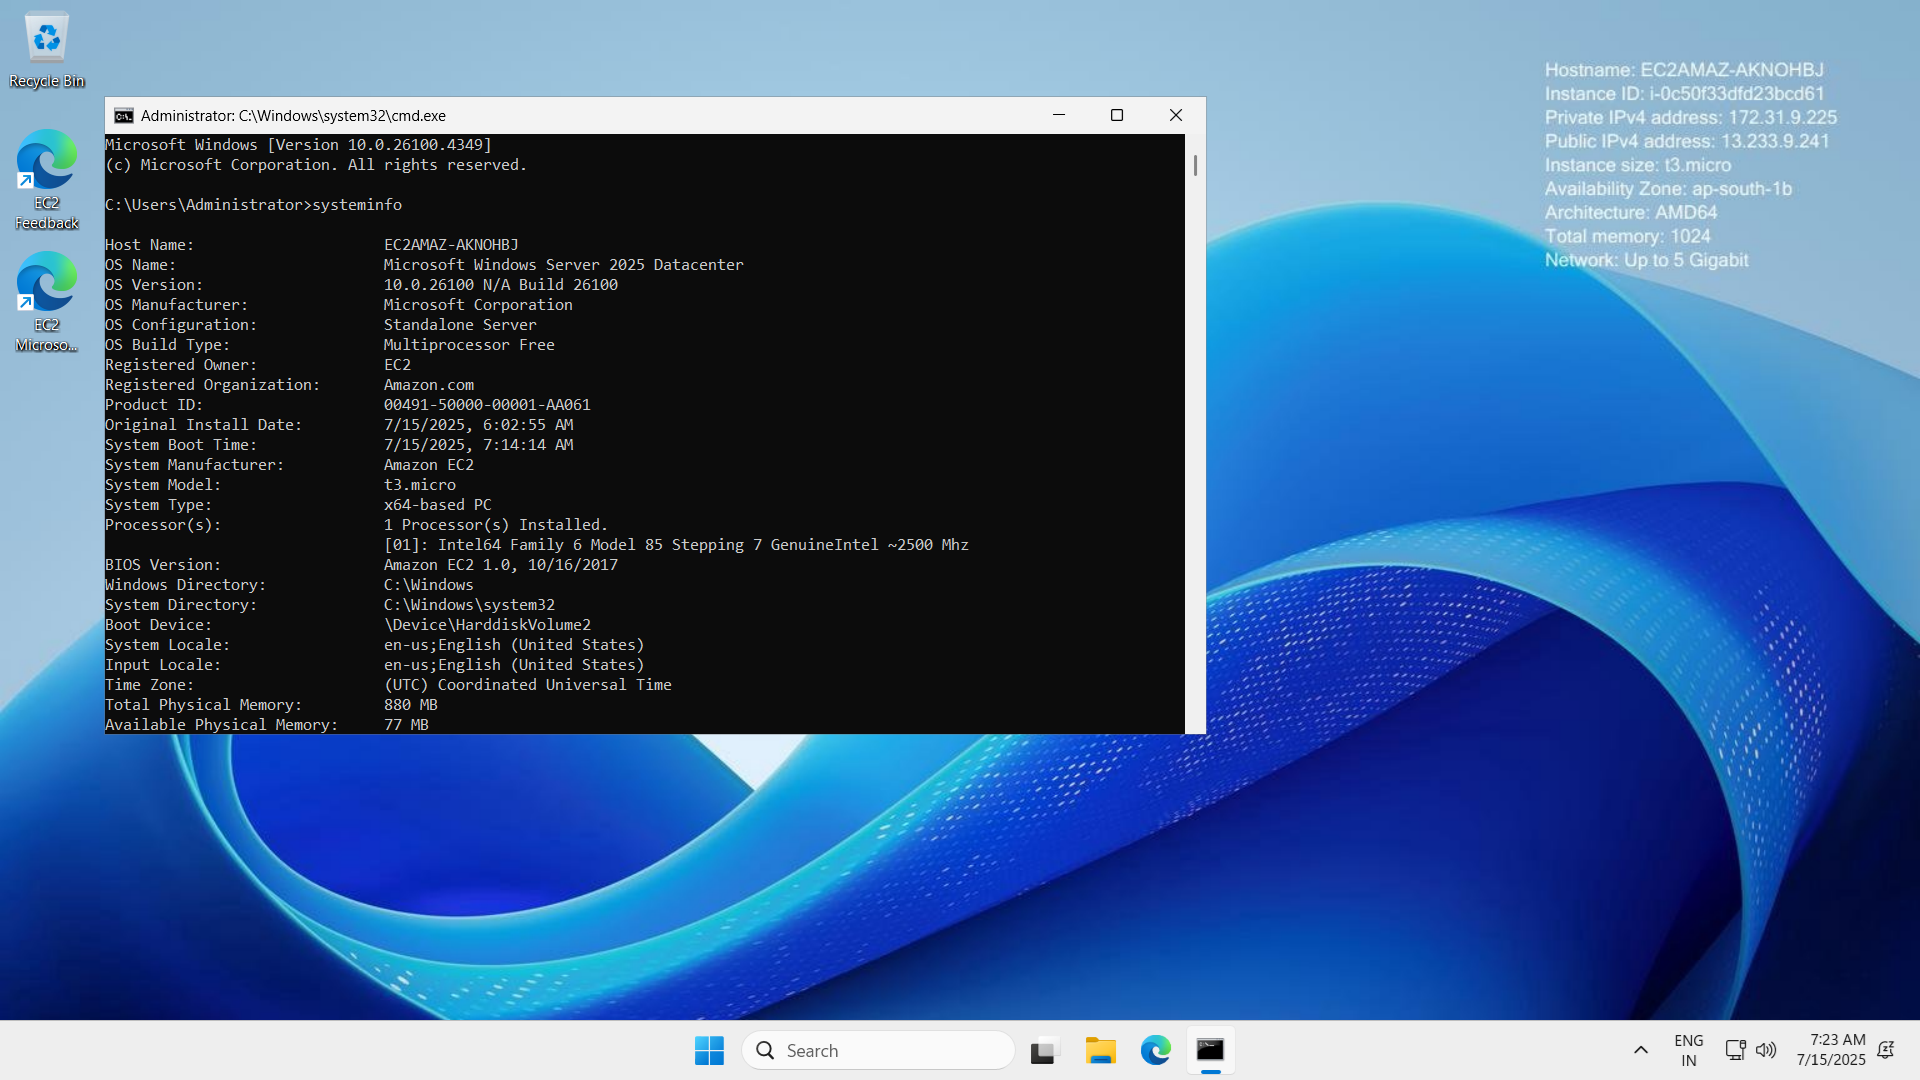 Recycle Bin
EC2
Feedback
EC2
Microso...
Administrator: C:\Windows\system32\cmd.exe
Microsoft Windows [Version 10.0.26100.4349]
(c) Microsoft Corporation. All rights reserved.
C:\Users\Administrator>systeminfo
Host Name: EC2AMAZ-AKNOHBJ
OS Name: Microsoft Windows Server 2025 Datacenter
OS Version: 10.0.26100 N/A Build 26100
OS Manufacturer: Microsoft Corporation
OS Configuration: Standalone Server
OS Build Type: Multiprocessor Free
Registered Owner: EC2
Registered Organization: Amazon.com
Product ID: 00491-50000-00001-AA061
Original Install Date: 7/15/2025, 6:02:55 AM
System Boot Time: 7/15/2025, 7:14:14 AM
System Manufacturer: Amazon EC2
System Model: t3.micro
System Type: x64-based PC
Processor(s): 1 Processor(s) Installed.
[01]: Intel64 Family 6 Model 85 Stepping 7 GenuineIntel ~2500 Mhz
BIOS Version: Amazon EC2 1.0, 10/16/2017
Windows Directory: C:\Windows
System Directory: C:\Windows\system32
Boot Device: \Device\HarddiskVolume2
System Locale: en-us;English (United States)
Input Locale: en-us;English (United States)
Time Zone: (UTC) Coordinated Universal Time
Total Physical Memory: 880 MB
Available Physical Memory: 77 MB
Hostname: EC2AMAZ-AKNOHBJ
Instance ID: i-0c50f33dfd23bcd61
Private IPv4 address: 172.31.9.225
Public IPv4 address: 13.233.9.241
Instance size: t3.micro
Availability Zone: ap-south-1b
Architecture: AMD64
Total memory: 1024
Network: Up to 5 Gigabit
Search
ENG
IN
7:23 AM
7/15/2025